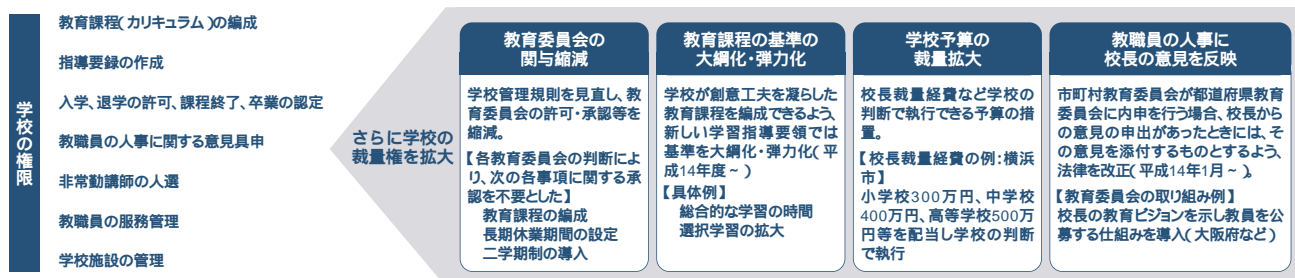 学校の権限
教育課程(カリキュラム)の編成
指導要録の作成
入学、退学の許可、課程終了、卒業の認定
教職員の人事に関する意見具申
非常勤講師の人選
教職員の服務管理
学校施設の管理
さらに学校の
裁量権を拡大
教育委員会の
関与縮減
学校管理規則を見直し、教
育委員会の許可・承認等を
縮減。
【各教育委員会の判断によ
り、次の各事項に関する承
認を不要とした】
教育課程の編成
長期休業期間の設定
二学期制の導入
教育課程の基準の
大綱化・弾力化
学校が創意工夫を凝らした
教育課程を編成できるよう、
新しい学習指導要領では
基準を大綱化・弾力化(平
成14年度~)
【具体例】
総合的な学習の時間
選択学習の拡大
学校予算の
裁量拡大
校長裁量経費など学校の
判断で執行できる予算の措
置。
【校長裁量経費の例:横浜
市】
小学校300万円、中学校
400万円、高等学校500万
円等を配当し学校の判断
で執行
教職員の人事に
校長の意見を反映
市町村教育委員会が都道府県教育
委員会に内申を行う場合、校長から
の意見の申出があったときには、そ
の意見を添付するものとするよう、
法律を改正(平成14年1月~)。
【教育委員会の取り組み例】
校長の教育ビジョンを示し教員を公
募する仕組みを導入(大阪府など)